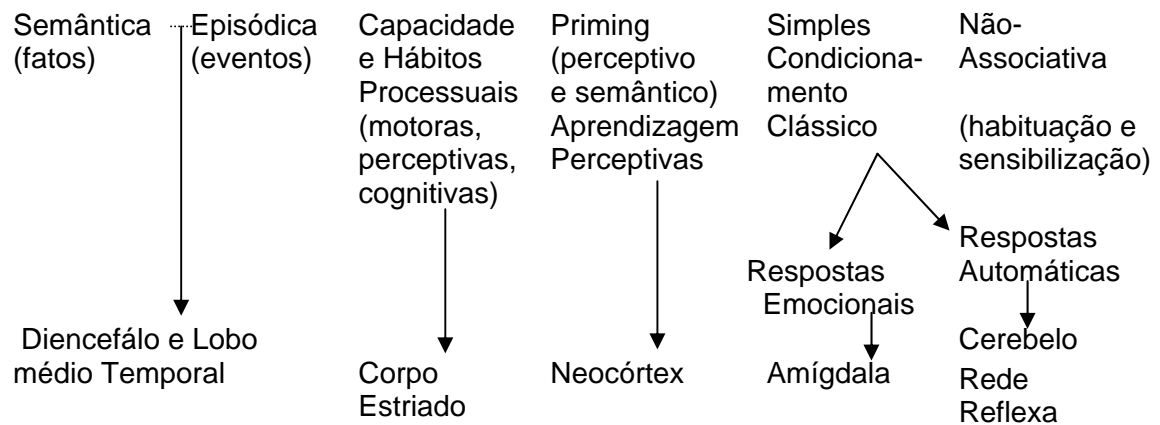 Semântica
(fatos)
Episódica
(eventos)
Capacidade
e Hábitos
Processuais
(motoras,
perceptivas,
cognitivas)
Priming
(perceptivo
e semântico)
Aprendizagem
Perceptivas
Simples
Condiciona-
mento
Clássico
Não-
Associativa
(habituação e
sensibilização)
Respostas
Emocionais
Respostas
Automáticas
Diencefálo e Lobo
médio Temporal
Corpo
Estriado
Neocórtex
Amígdala
Cerebelo
Rede
Reflexa